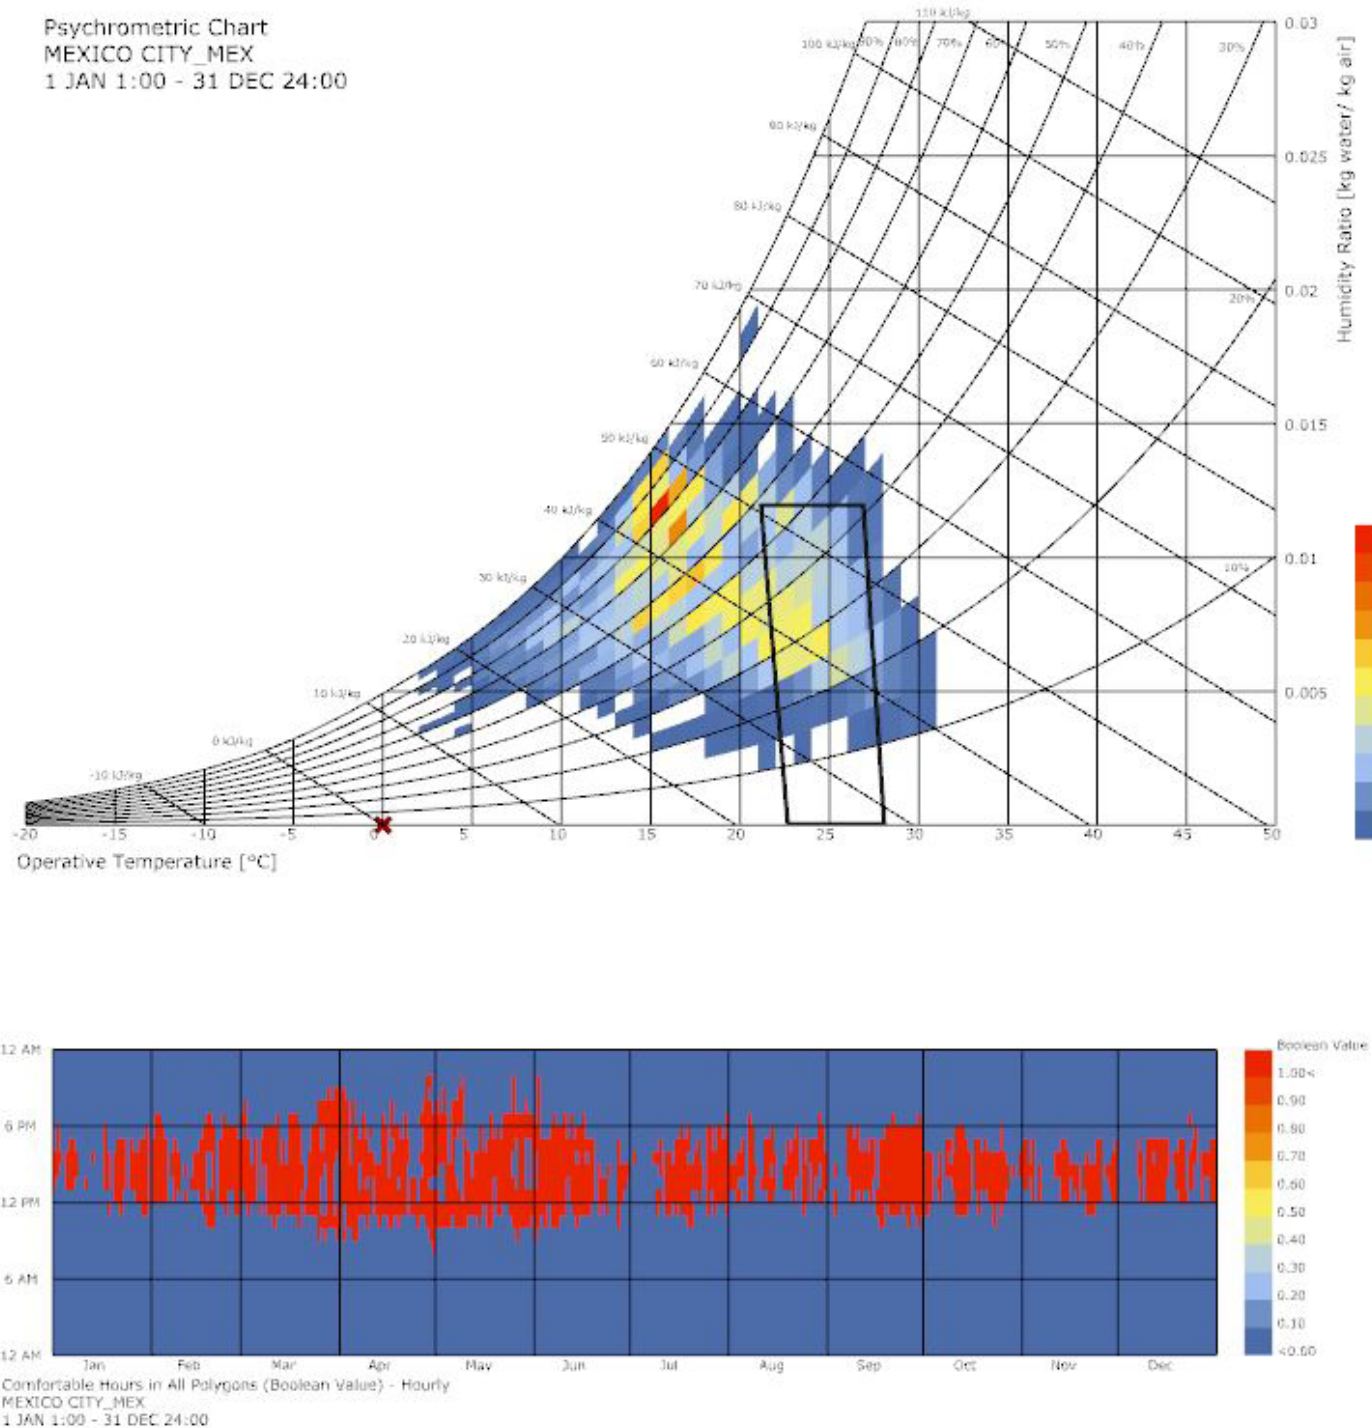 Psychrometric Chart
MEXICO CITY_MEX
1 JAN 1:00 - 31 DEC 24:00
110 kJ/kg
100 kJ/kg
80% 70% 60 50% 40% 30%
0.03
90 kJ/kg
0.025
80 kJ/kg
70 kJ/kg
20%
0.02
60 kJ/kg
50 kJ/kg
0.015
40 kJ/kg
30 kJ/kg
10%
0.01
20 kJ/kg
10 kJ/kg
0.005
0 kJ/kg
-10 kJ/kg
Humidity Ratio [kg water/ kg air]
-20 -15 -10 -5 0 5 10 15 20 25 30 35 40 45 50
Operative Temperature [°C]
12 AM
6 PM
12 PM
6 AM
12 AM
Jan Feb Mar Apr May Jun Jul Aug Sep Oct Nov Dec
Boolean Value
1.00<
0.90
0.80
0.70
0.60
0.50
0.40
0.30
0.20
0.10
<0.00
Comfortable Hours in All Polygons (Boolean Value) - Hourly
MEXICO CITY_MEX
1 JAN 1:00 - 31 DEC 24:00